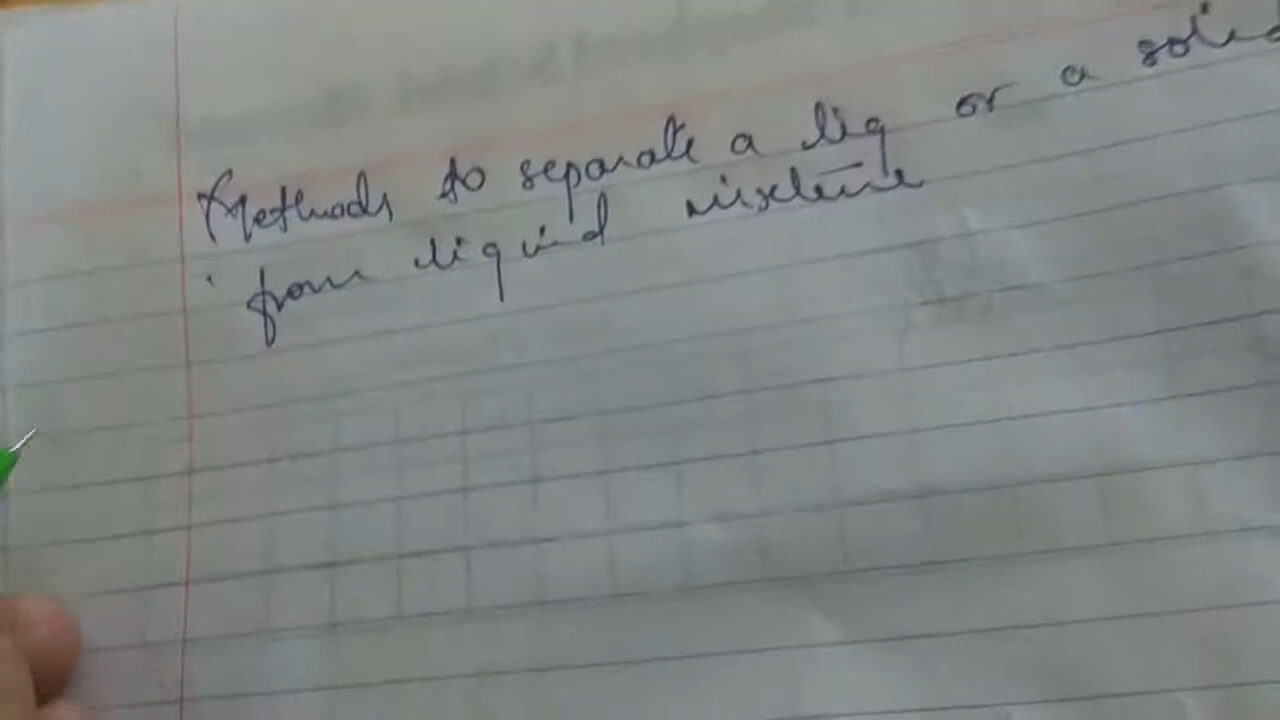 Methods to separate a liq or a solid
from liquid mixture